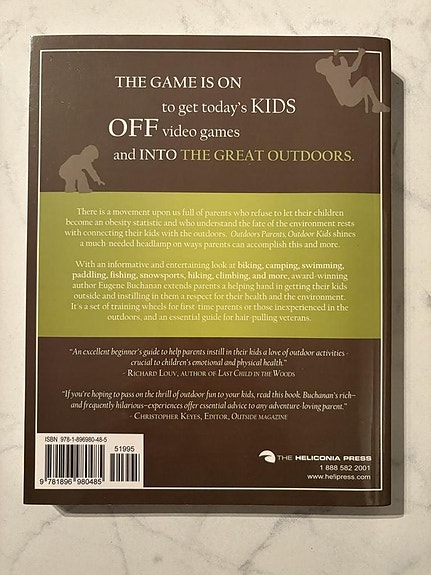 THE GAME IS ON
to get today's KIDS
OFF video games
and INTO THE GREAT OUTDOORS.
There is a movement upon us full of parents who refuse to let their children
become an obesity statistic and who understand the fate of the environment rests
with connecting their kids with the outdoors. Outdoors Parents, Outdoor Kids shines
a much-needed headlamp on ways parents can accomplish this and more.
With an informative and entertaining look at biking, camping, swimming,
paddling, fishing, snowsports, hiking, climbing, and more, award-winning
author Eugene Buchanan extends parents a helping hand in getting their kids
outside and instilling in them a respect for their health and the environment.
It's a set of training wheels for first-time parents or those inexperienced in the
outdoors, and an essential guide for hair-pulling veterans.
"An excellent beginner's guide to help parents instill in their kids a love of outdoor activities -
crucial to children's emotional and physical health."
- RICHARD LOUV, AUTHOR OF LAST CHILD IN THE WOODS
"If you're hoping to pass on the thrill of outdoor fun to your kids, read this book. Buchanan's rich–
and frequently hilarious–experiences offer essential advice to any adventure-loving parent."
- CHRISTOPHER KEYES, EDITOR, OUTSIDE MAGAZINE
ISBN 978-1-896980-48-5
51995
9 781896 980485
THE HELICONIA PRESS
1 888 582 2001
www.helipress.com